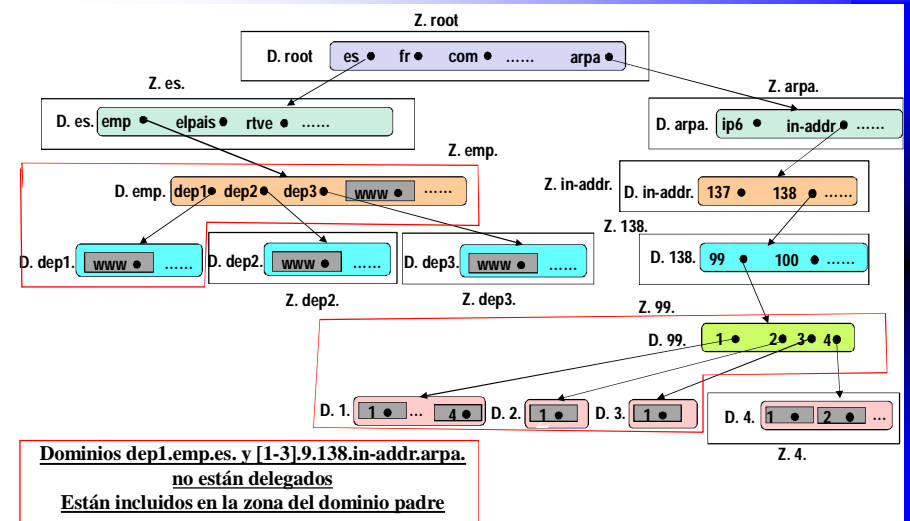 Z. root
D. root es fr com ...... arpa
Z. es. Z. arpa.
D. es. emp elpais rtve ......
D. arpa. ip6 in-addr ......
Z. emp.
D. emp. dep1 dep2 dep3 www ......
Z. in-addr. D. in-addr. 137 138 ......
Z. 138.
D. dep1. www ......
D. dep2. www ......
D. dep3. www ......
D. 138. 99 100 ......
Z. dep2. Z. dep3.
Z. 99.
D. 99. 1 2 3 4
D. 1. 1 ... 4 D. 2. 1 D. 3. 1
D. 4. 1 2 ...
Z. 4.
Dominios dep1.emp.es. y [1-3].9.138.in-addr.arpa.
no están delegados
Están incluidos en la zona del dominio padre